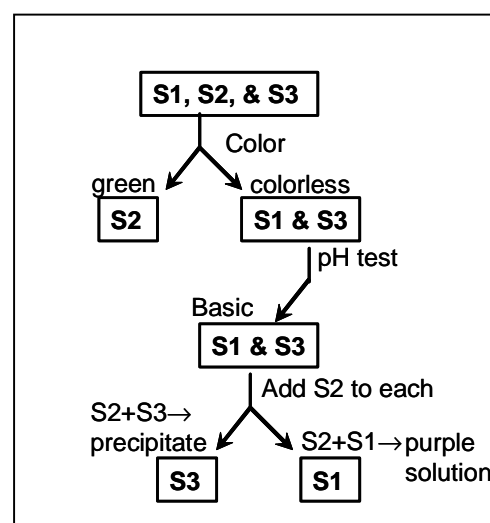 S1, S2, & S3
Color
green
colorless
S2
S1 & S3
pH test
Basic
S1 & S3
Add S2 to each
S2+S3→
precipitate
S2+S1→purple
solution
S3
S1